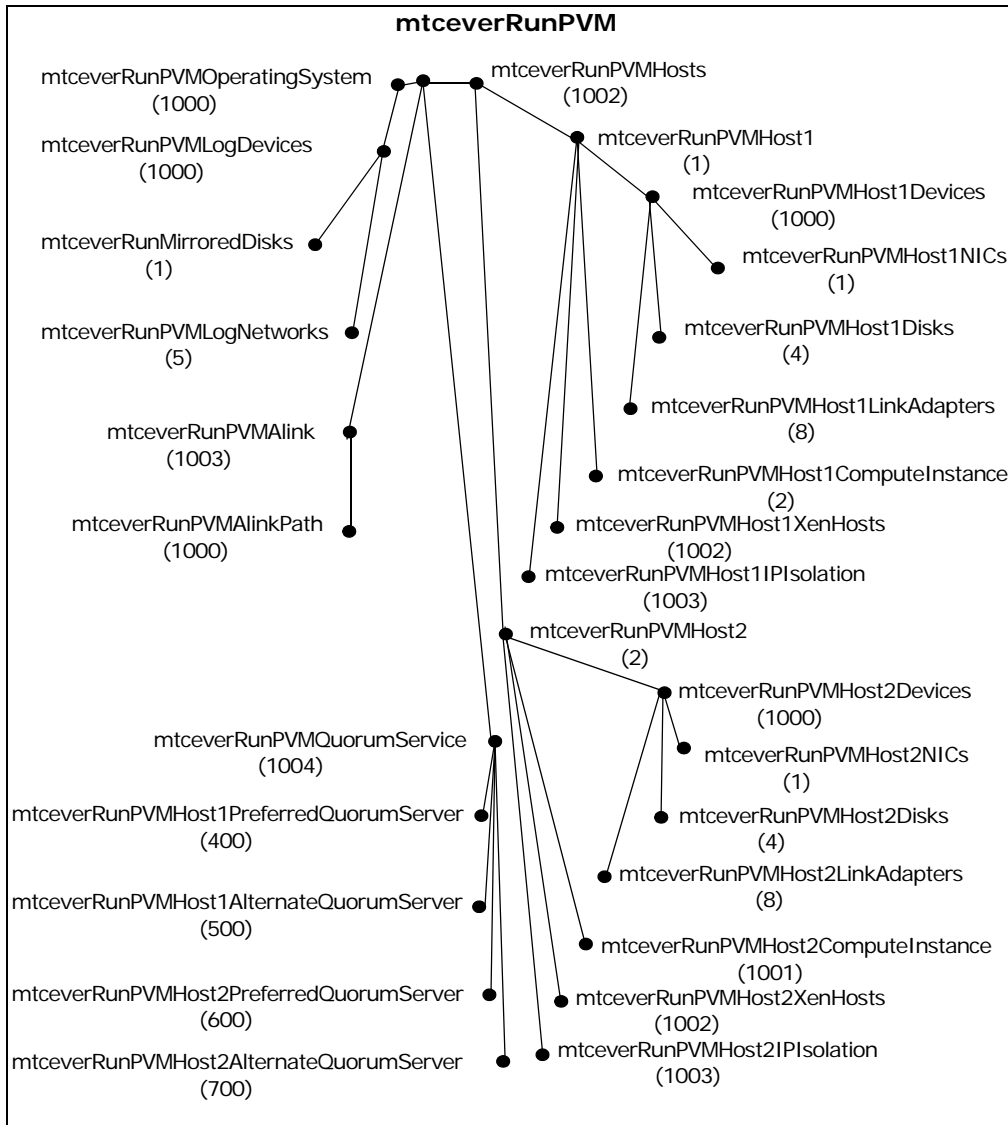 mtceverRunPVM
mtceverRunPVMOperatingSystem
(1000)
mtceverRunPVMLogDevices
(1000)
mtceverRunMirroredDisks
(1)
mtceverRunPVMLogNetworks
(5)
mtceverRunPVMAlink
(1003)
mtceverRunPVMAlinkPath
(1000)
mtceverRunPVMQuorumService
(1004)
mtceverRunPVMHost1PreferredQuorumServer
(400)
mtceverRunPVMHost1AlternateQuorumServer
(500)
mtceverRunPVMHost2PreferredQuorumServer
(600)
mtceverRunPVMHost2AlternateQuorumServer
(700)
mtceverRunPVMHosts
(1002)
mtceverRunPVMHost1
(1)
mtceverRunPVMHost1Devices
(1000)
mtceverRunPVMHost1NICs
(1)
mtceverRunPVMHost1Disks
(4)
mtceverRunPVMHost1LinkAdapters
(8)
mtceverRunPVMHost1ComputeInstance
(2)
mtceverRunPVMHost1XenHosts
(1002)
mtceverRunPVMHost1IPIsolation
(1003)
mtceverRunPVMHost2
(2)
mtceverRunPVMHost2Devices
(1000)
mtceverRunPVMHost2NICs
(1)
mtceverRunPVMHost2Disks
(4)
mtceverRunPVMHost2LinkAdapters
(8)
mtceverRunPVMHost2ComputeInstance
(1001)
mtceverRunPVMHost2XenHosts
(1002)
mtceverRunPVMHost2IPIsolation
(1003)